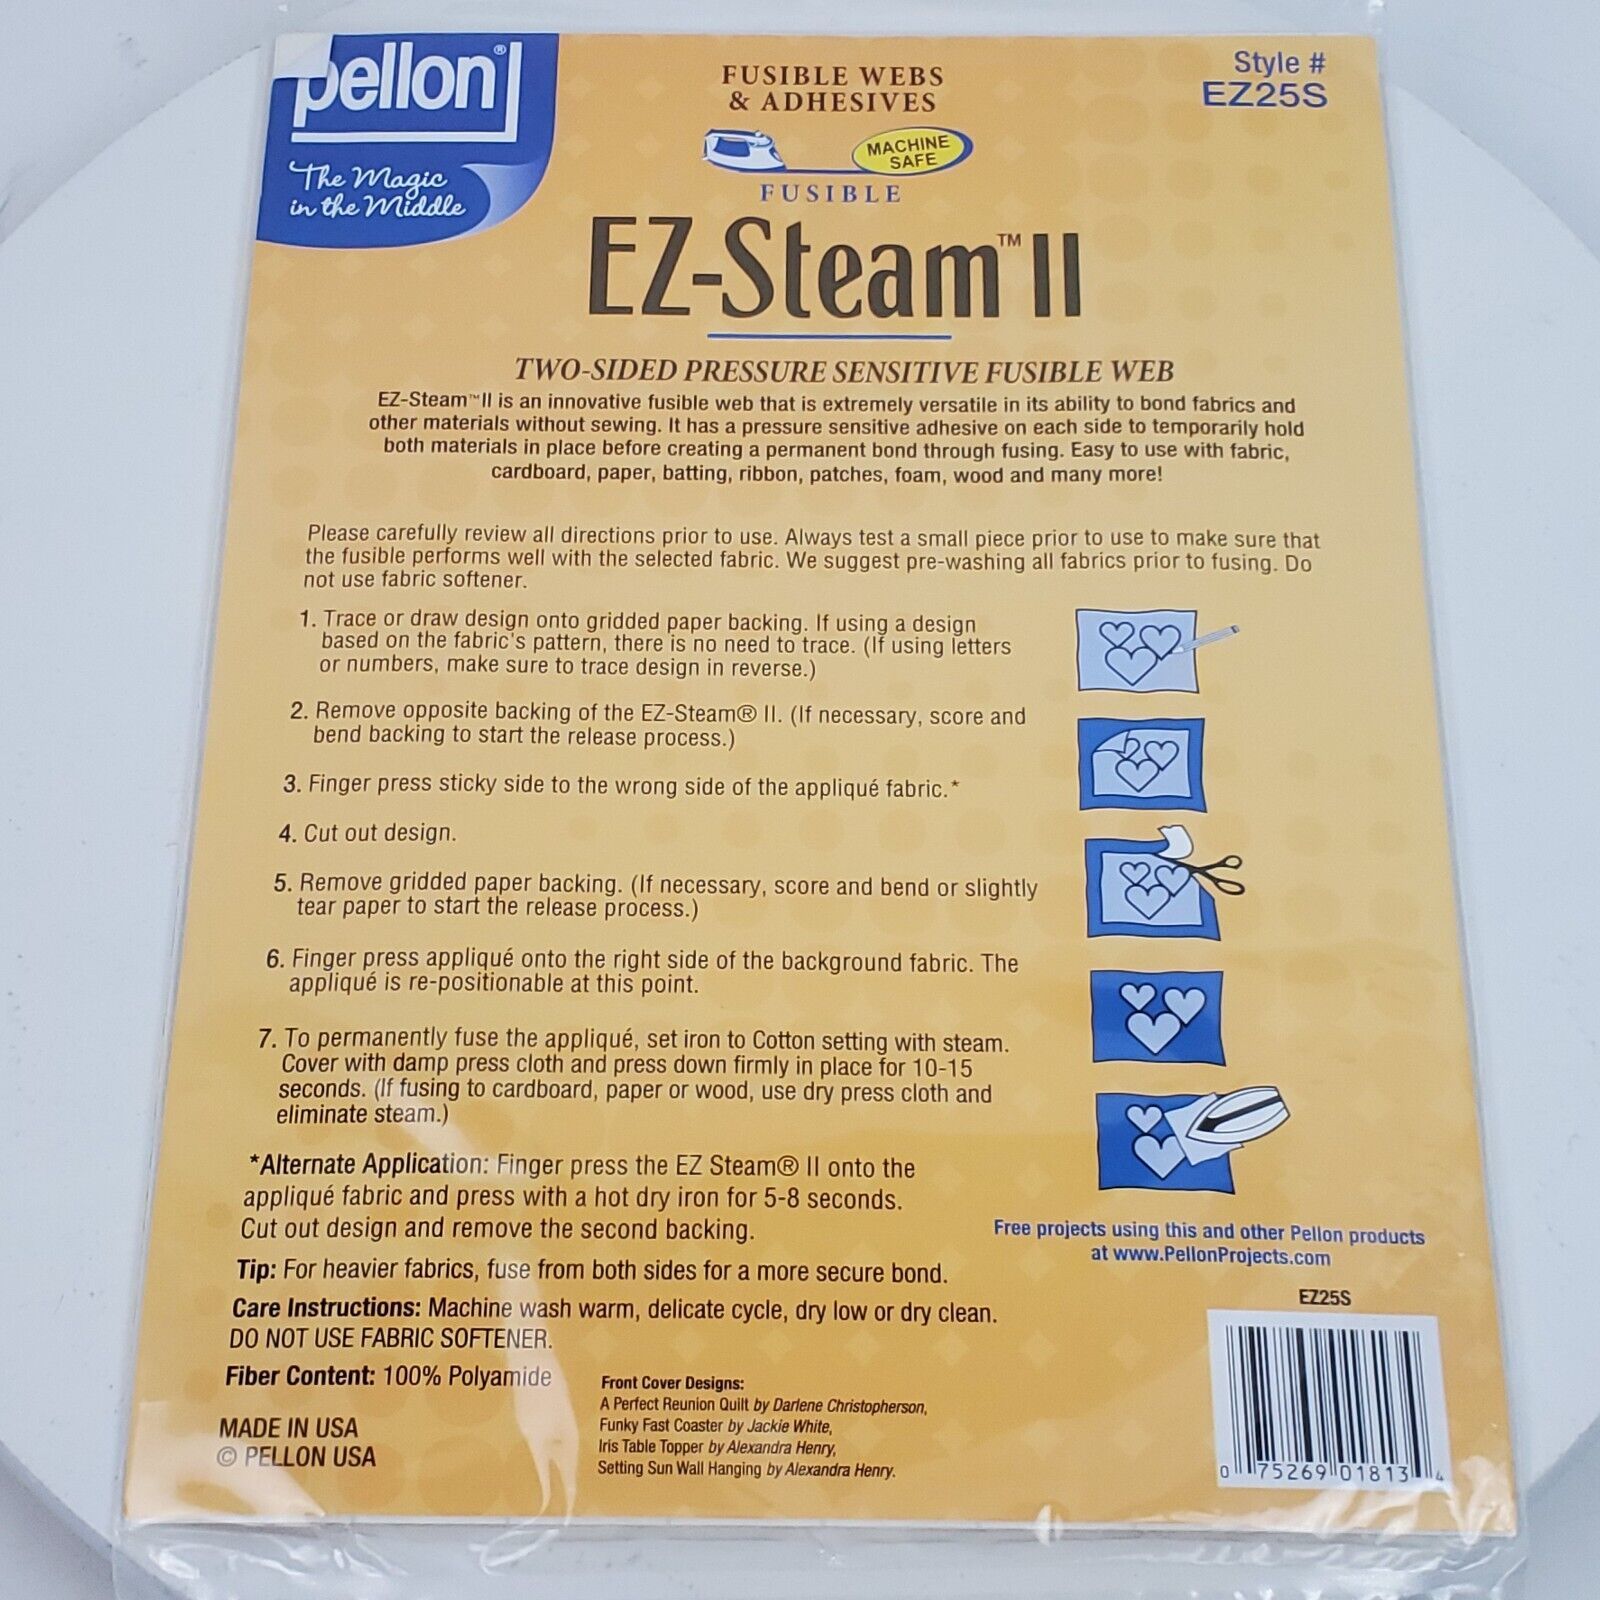 pellon®
The Magic
in the Middle
FUSIBLE WEBS
& ADHESIVES
MACHINE
SAFE
FUSIBLE
Style #
EZ25S
EZ-Steam™ II
TWO-SIDED PRESSURE SENSITIVE FUSIBLE WEB
EZ-Steam™II is an innovative fusible web that is extremely versatile in its ability to bond fabrics and
other materials without sewing. It has a pressure sensitive adhesive on each side to temporarily hold
both materials in place before creating a permanent bond through fusing. Easy to use with fabric,
cardboard, paper, batting, ribbon, patches, foam, wood and many more!
Please carefully review all directions prior to use. Always test a small piece prior to use to make sure that
the fusible performs well with the selected fabric. We suggest pre-washing all fabrics prior to fusing. Do
not use fabric softener.
1. Trace or draw design onto gridded paper backing. If using a design
based on the fabric's pattern, there is no need to trace. (If using letters
or numbers, make sure to trace design in reverse.)
2. Remove opposite backing of the EZ-Steam® II. (If necessary, score and
bend backing to start the release process.)
3. Finger press sticky side to the wrong side of the appliqué fabric.*
4. Cut out design.
5. Remove gridded paper backing. (If necessary, score and bend or slightly
tear paper to start the release process.)
6. Finger press appliqué onto the right side of the background fabric. The
appliqué is re-positionable at this point.
7. To permanently fuse the appliqué, set iron to Cotton setting with steam.
Cover with damp press cloth and press down firmly in place for 10-15
seconds. (If fusing to cardboard, paper or wood, use dry press cloth and
eliminate steam.)
*Alternate Application: Finger press the EZ Steam® II onto the
appliqué fabric and press with a hot dry iron for 5-8 seconds.
Cut out design and remove the second backing.
Tip: For heavier fabrics, fuse from both sides for a more secure bond.
Care Instructions: Machine wash warm, delicate cycle, dry low or dry clean.
DO NOT USE FABRIC SOFTENER.
Fiber Content: 100% Polyamide
MADE IN USA
© PELLON USA
Front Cover Designs:
A Perfect Reunion Quilt by Darlene Christopherson,
Funky Fast Coaster by Jackie White,
Iris Table Topper by Alexandra Henry,
Setting Sun Wall Hanging by Alexandra Henry.
Free projects using this and other Pellon products
at www.PellonProjects.com
EZ25S
0 75269 01813 4